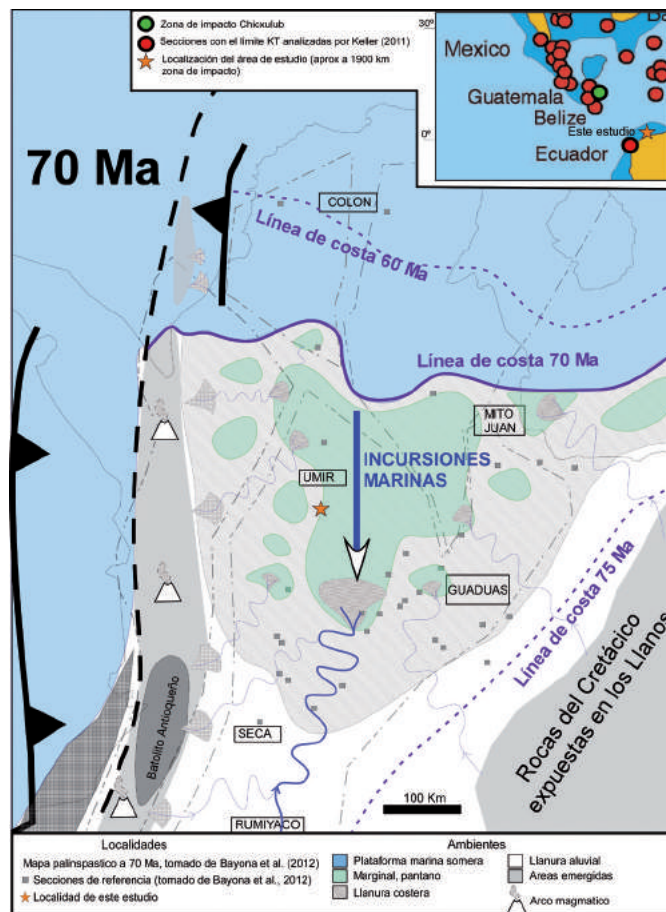 Zona de impacto Chicxulub
Secciones con el límite KT analizadas por Keller (2011)
Localización del área de estudio (aprox a 1900 km
zona de impacto)
30º
Mexico
Guatemala
Belize
Este estudio
0º
Ecuador
70 Ma
COLON
Línea de costa 60 Ma
Línea de costa 70 Ma
MITO
JUAN
INCURSIONES
MARINAS
UMIR
GUADUAS
Línea de costa 75 Ma
Batolito Antioqueño
SECA
Rocas del Cretácico
expuestas en los Llanos
100 Km
RUMIYACO
Localidades
Mapa palinspastico a 70 Ma, tomado de Bayona et al. (2012)
Secciones de referencia (tomado de Bayona et al., 2012)
Localidad de este estudio
Ambientes
Plataforma marina somera
Marginal, pantano
Llanura costera
Llanura aluvial
Areas emergidas
Arco magmatico